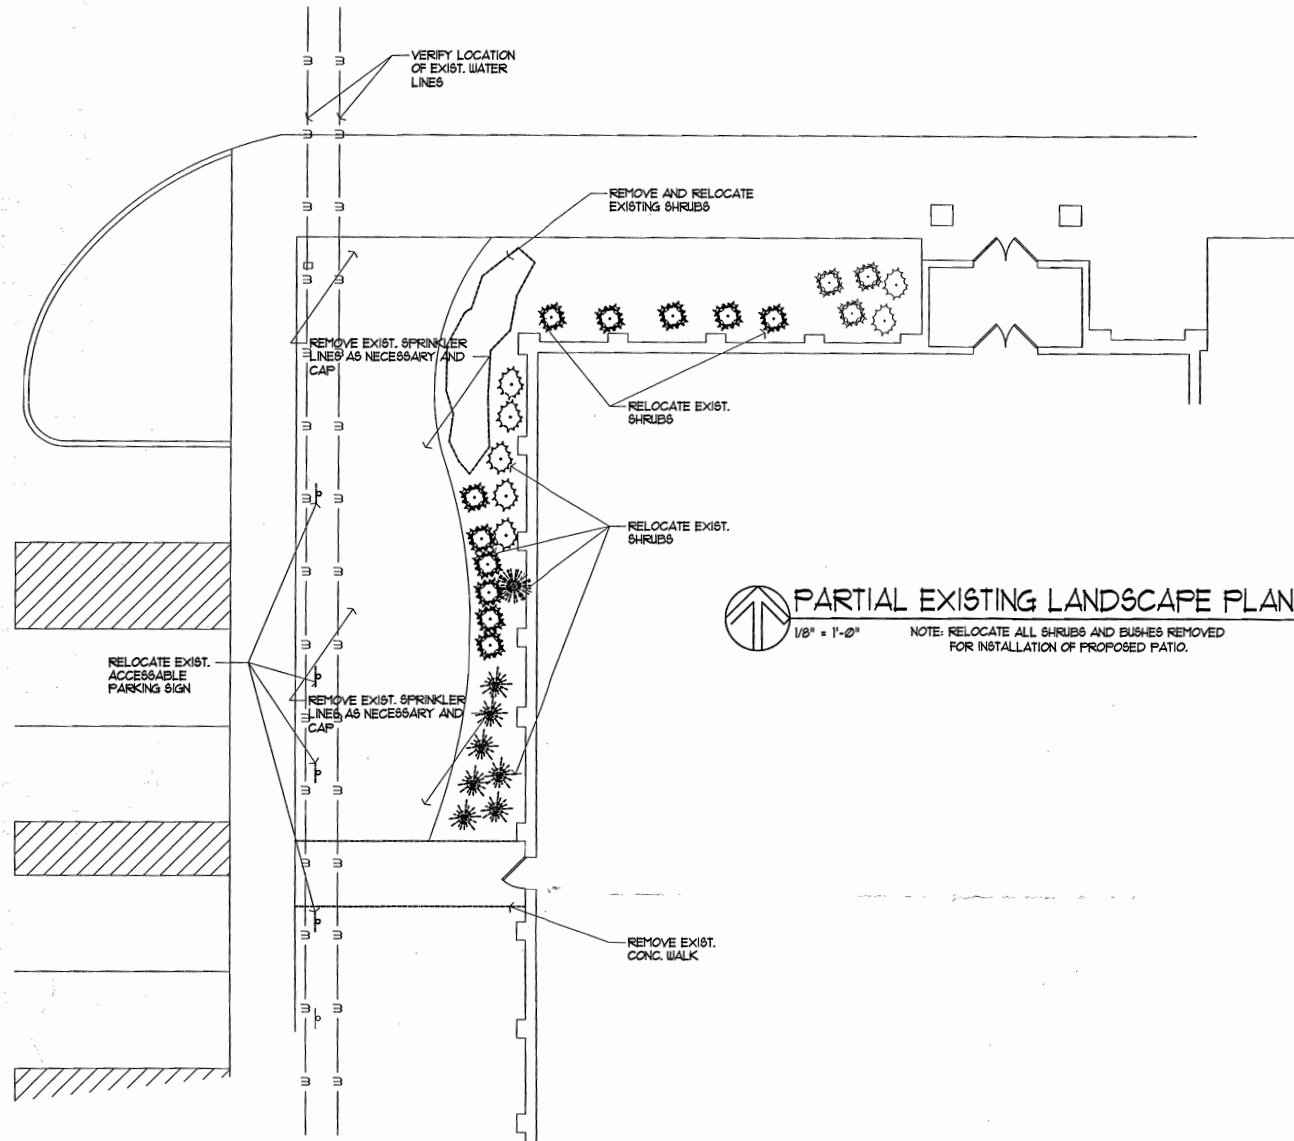 VERIFY LOCATION
OF EXIST. WATER
LINES
REMOVE AND RELOCATE
EXISTING SHRUBS
REMOVE EXIST. SPRINKLER
LINES AS NECESSARY AND
CAP
RELOCATE EXIST.
SHRUBS
RELOCATE EXIST.
SHRUBS
PARTIAL EXISTING LANDSCAPE PLAN
1/8" = 1'-0"
NOTE: RELOCATE ALL SHRUBS AND BUSHES REMOVED
FOR INSTALLATION OF PROPOSED PATIO.
RELOCATE EXIST.
ACCESSABLE
PARKING SIGN
REMOVE EXIST. SPRINKLER
LINES AS NECESSARY AND
CAP
REMOVE EXIST.
CONC. WALK